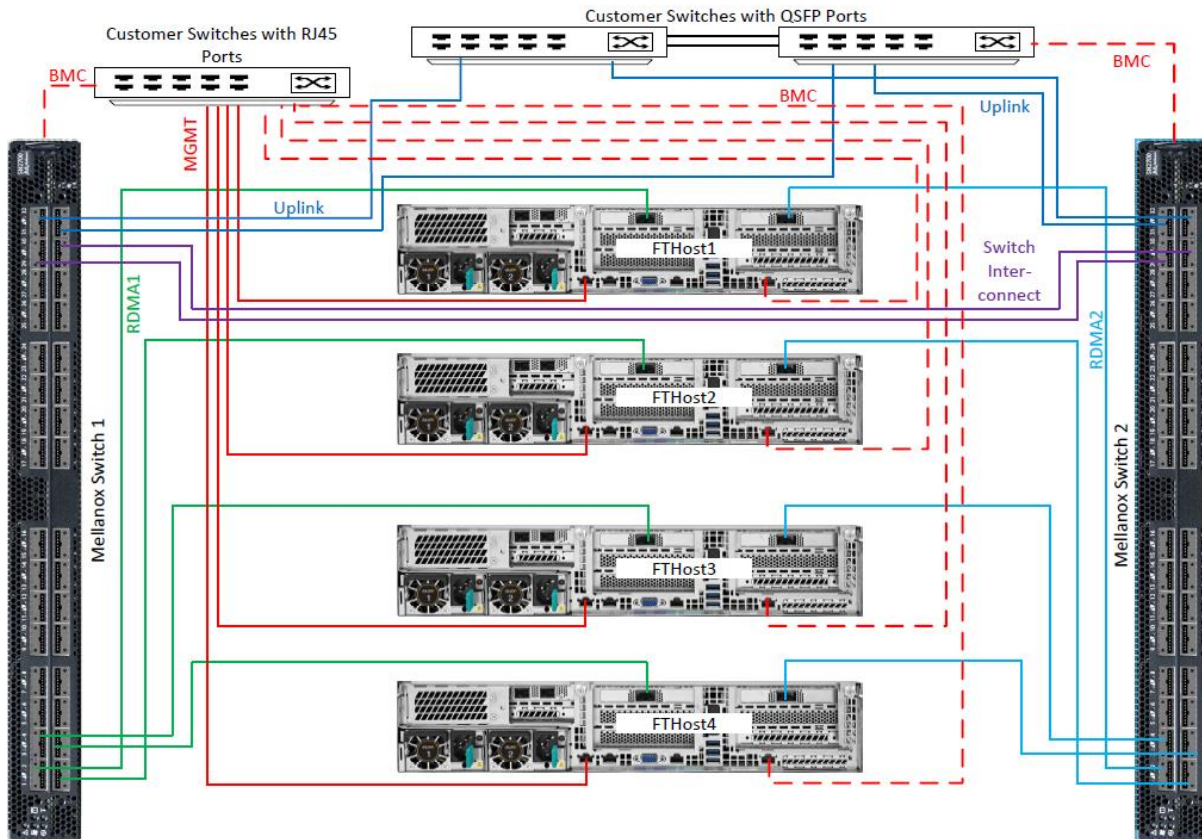 Customer Switches with QSFP Ports
Customer Switches with RJ45
Ports
BMC
BMC
BMC
Uplink
MGMT
Uplink
FTHost1
Switch
Inter-
connect
RDMA1
RDMA2
FTHost2
Mellanox Switch 1
Mellanox Switch 2
FTHost3
FTHost4